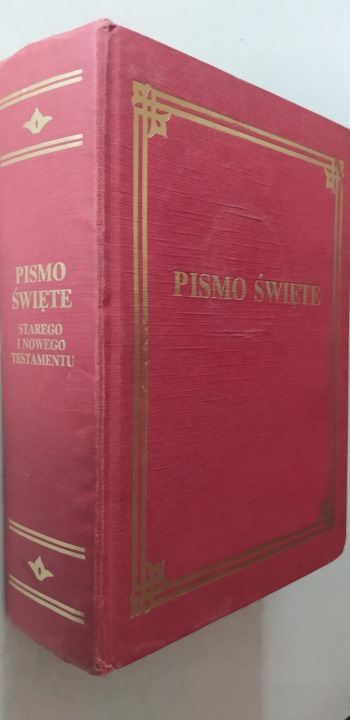 PISMO
ŚWIĘTE
STAREGO
I NOWEGO
TESTAMENTU
PISMO ŚWIĘTE